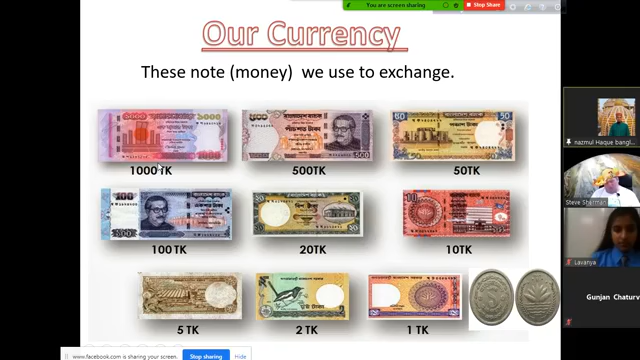 You are screen sharing
Stop Share
Our Currency
These note (money) we use to exchange.
1000 TK
500TK
50TK
100 TK
20TK
10TK
5 TK
2 TK
1 TK
nazmul Haque bangl
Steve Sherman
Lavanya
Gunjan Chaturv
www.facebook.com is sharing your screen.
Stop sharing
Hide